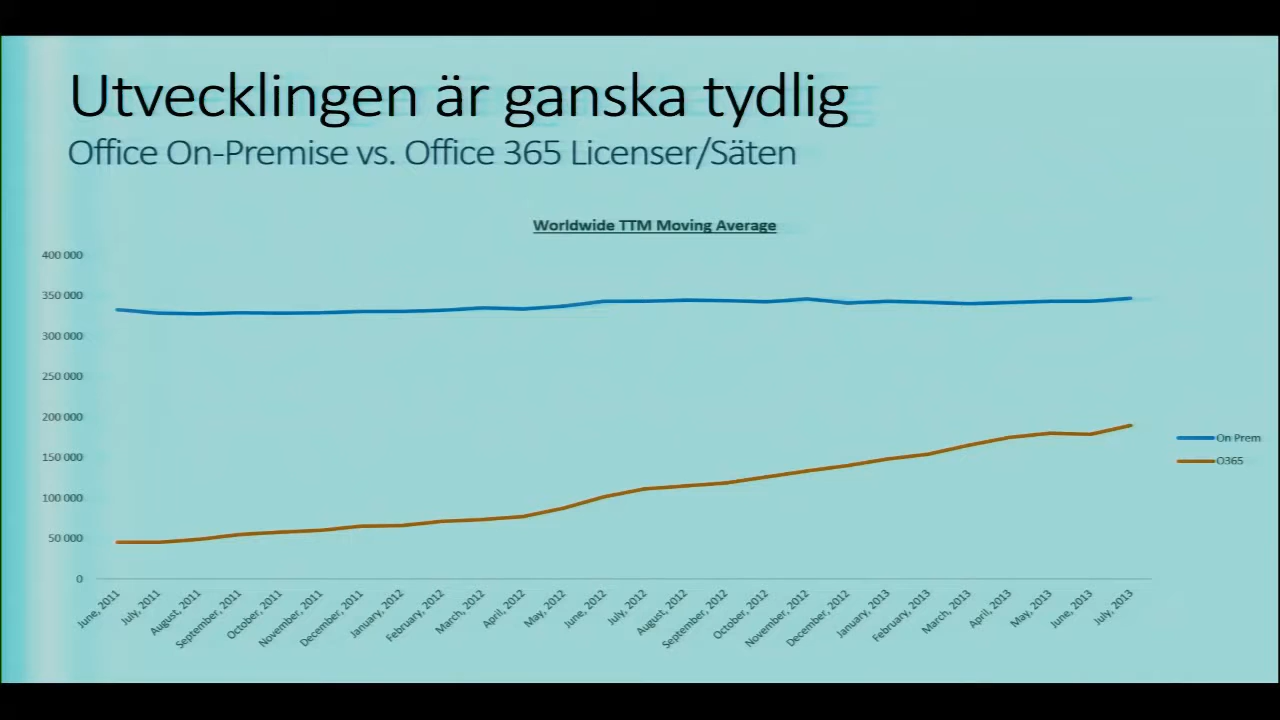 Utvecklingen är ganska tydlig
Office On-Premise vs. Office 365 Licenser/Säten
Worldwide TTM Moving Average
400 000
350 000
300 000
250 000
200 000
150 000
100 000
50 000
0
On Prem
O365
June, 2011
July, 2011
August, 2011
September, 2011
October, 2011
November, 2011
December, 2011
January, 2012
February, 2012
March, 2012
April, 2012
May, 2012
June, 2012
July, 2012
August, 2012
September, 2012
October, 2012
November, 2012
December, 2012
January, 2013
February, 2013
March, 2013
April, 2013
May, 2013
June, 2013
July, 2013